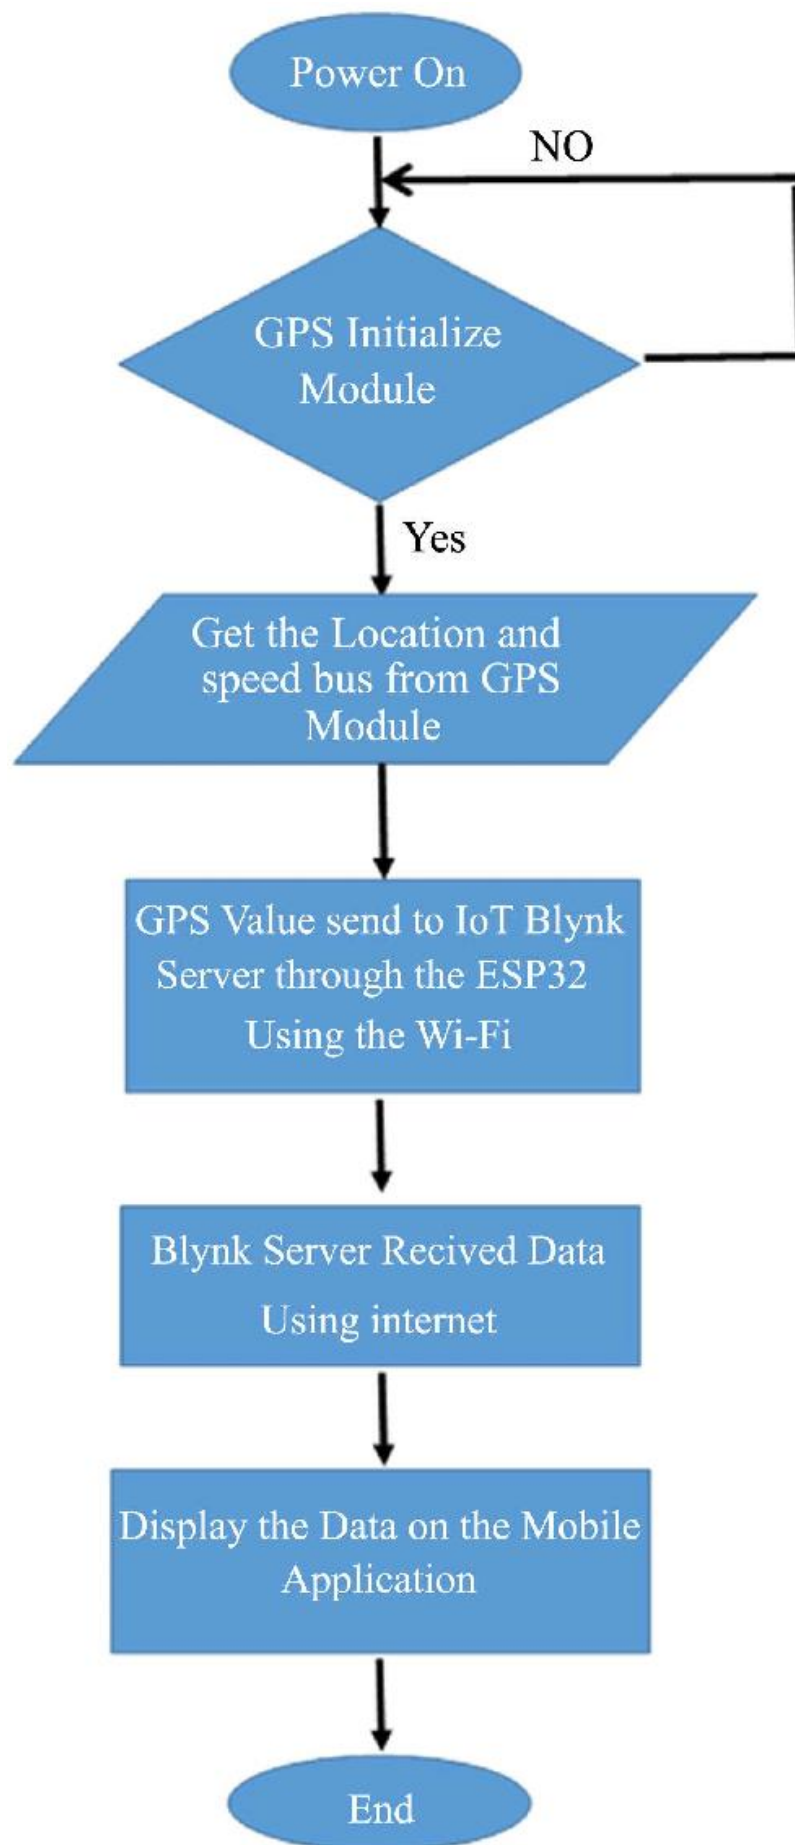 Power On
NO
GPS Initialize
Module
Yes
Get the Location and
speed bus from GPS
Module
GPS Value send to IoT Blynk
Server through the ESP32
Using the Wi-Fi
Blynk Server Recived Data
Using internet
Display the Data on the Mobile
Application
End